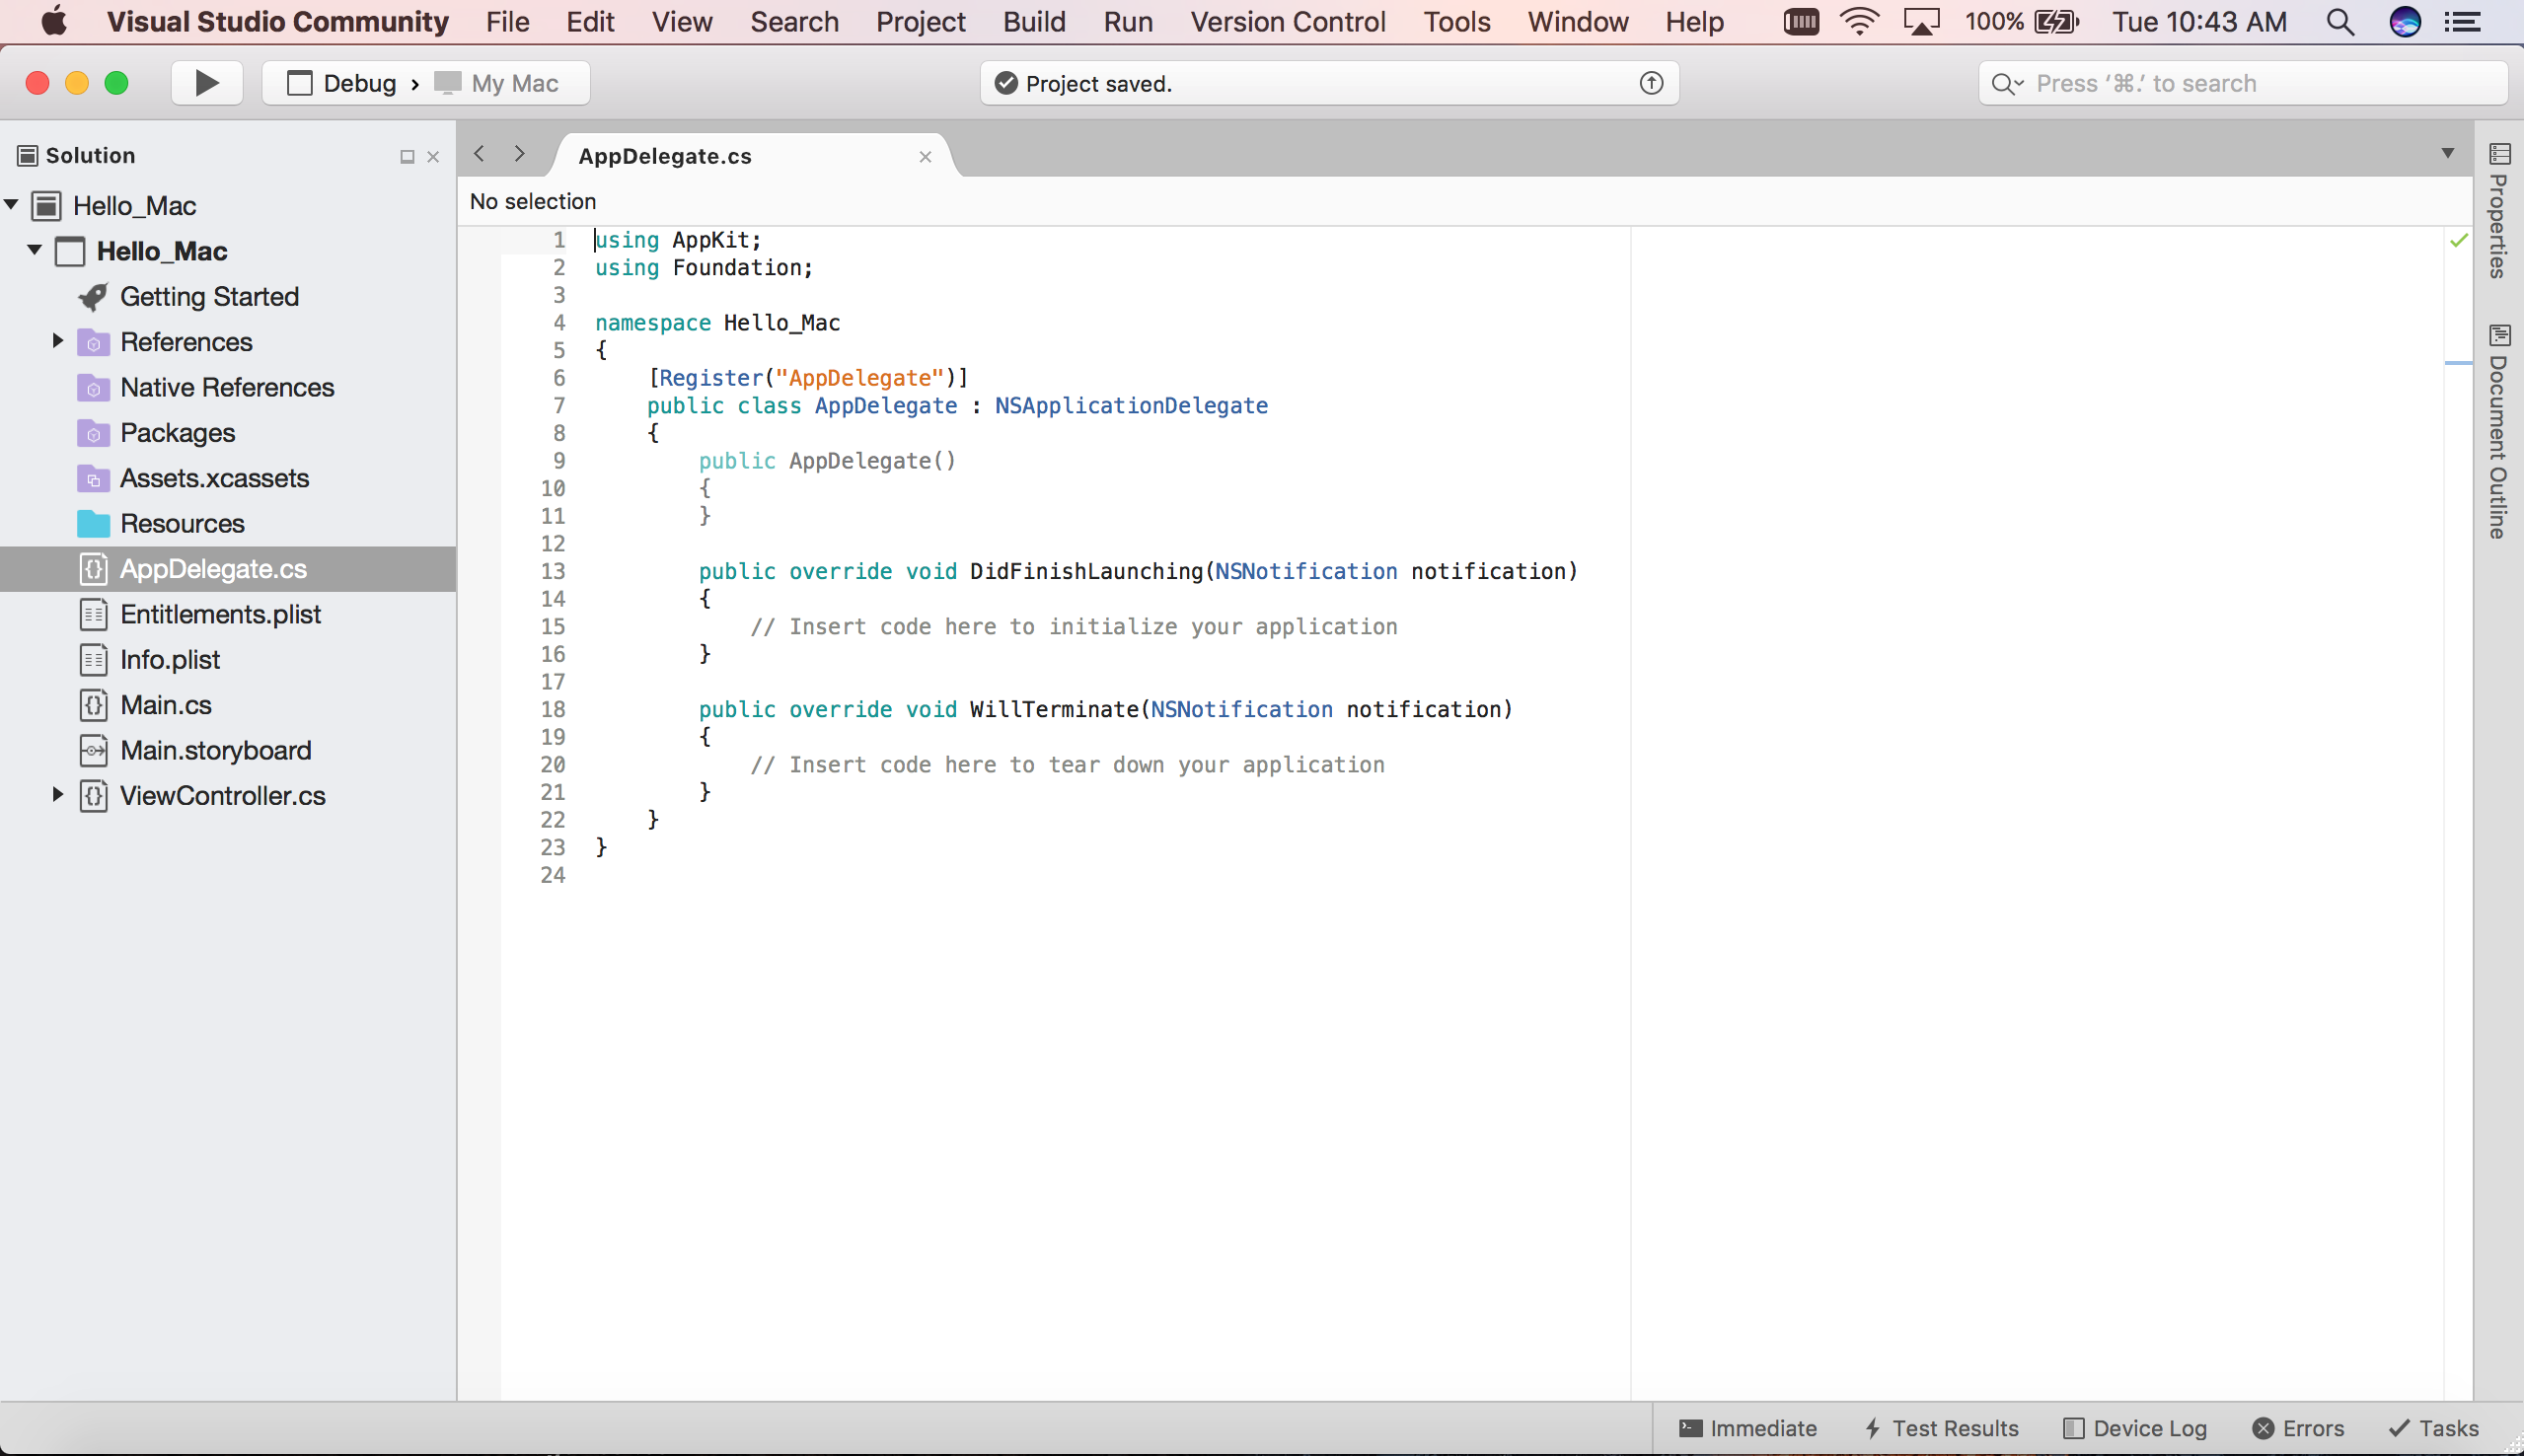 Visual Studio Community File Edit View Search Project Build Run Version Control Tools Window Help 100% Tue 10:43 AM
Debug › My Mac
Project saved.
Press ‘⌘.’ to search
Solution
Hello_Mac
Hello_Mac
Getting Started
References
Native References
Packages
Assets.xcassets
Resources
AppDelegate.cs
Entitlements.plist
Info.plist
Main.cs
Main.storyboard
ViewController.cs
AppDelegate.cs
No selection
1 using AppKit;
2 using Foundation;
3
4 namespace Hello_Mac
5 {
6 [Register("AppDelegate")]
7 public class AppDelegate : NSApplicationDelegate
8 {
9 public AppDelegate()
10 {
11 }
12
13 public override void DidFinishLaunching(NSNotification notification)
14 {
15 // Insert code here to initialize your application
16 }
17
18 public override void WillTerminate(NSNotification notification)
19 {
20 // Insert code here to tear down your application
21 }
22 }
23 }
24
Properties
Document Outline
Immediate Test Results Device Log Errors Tasks